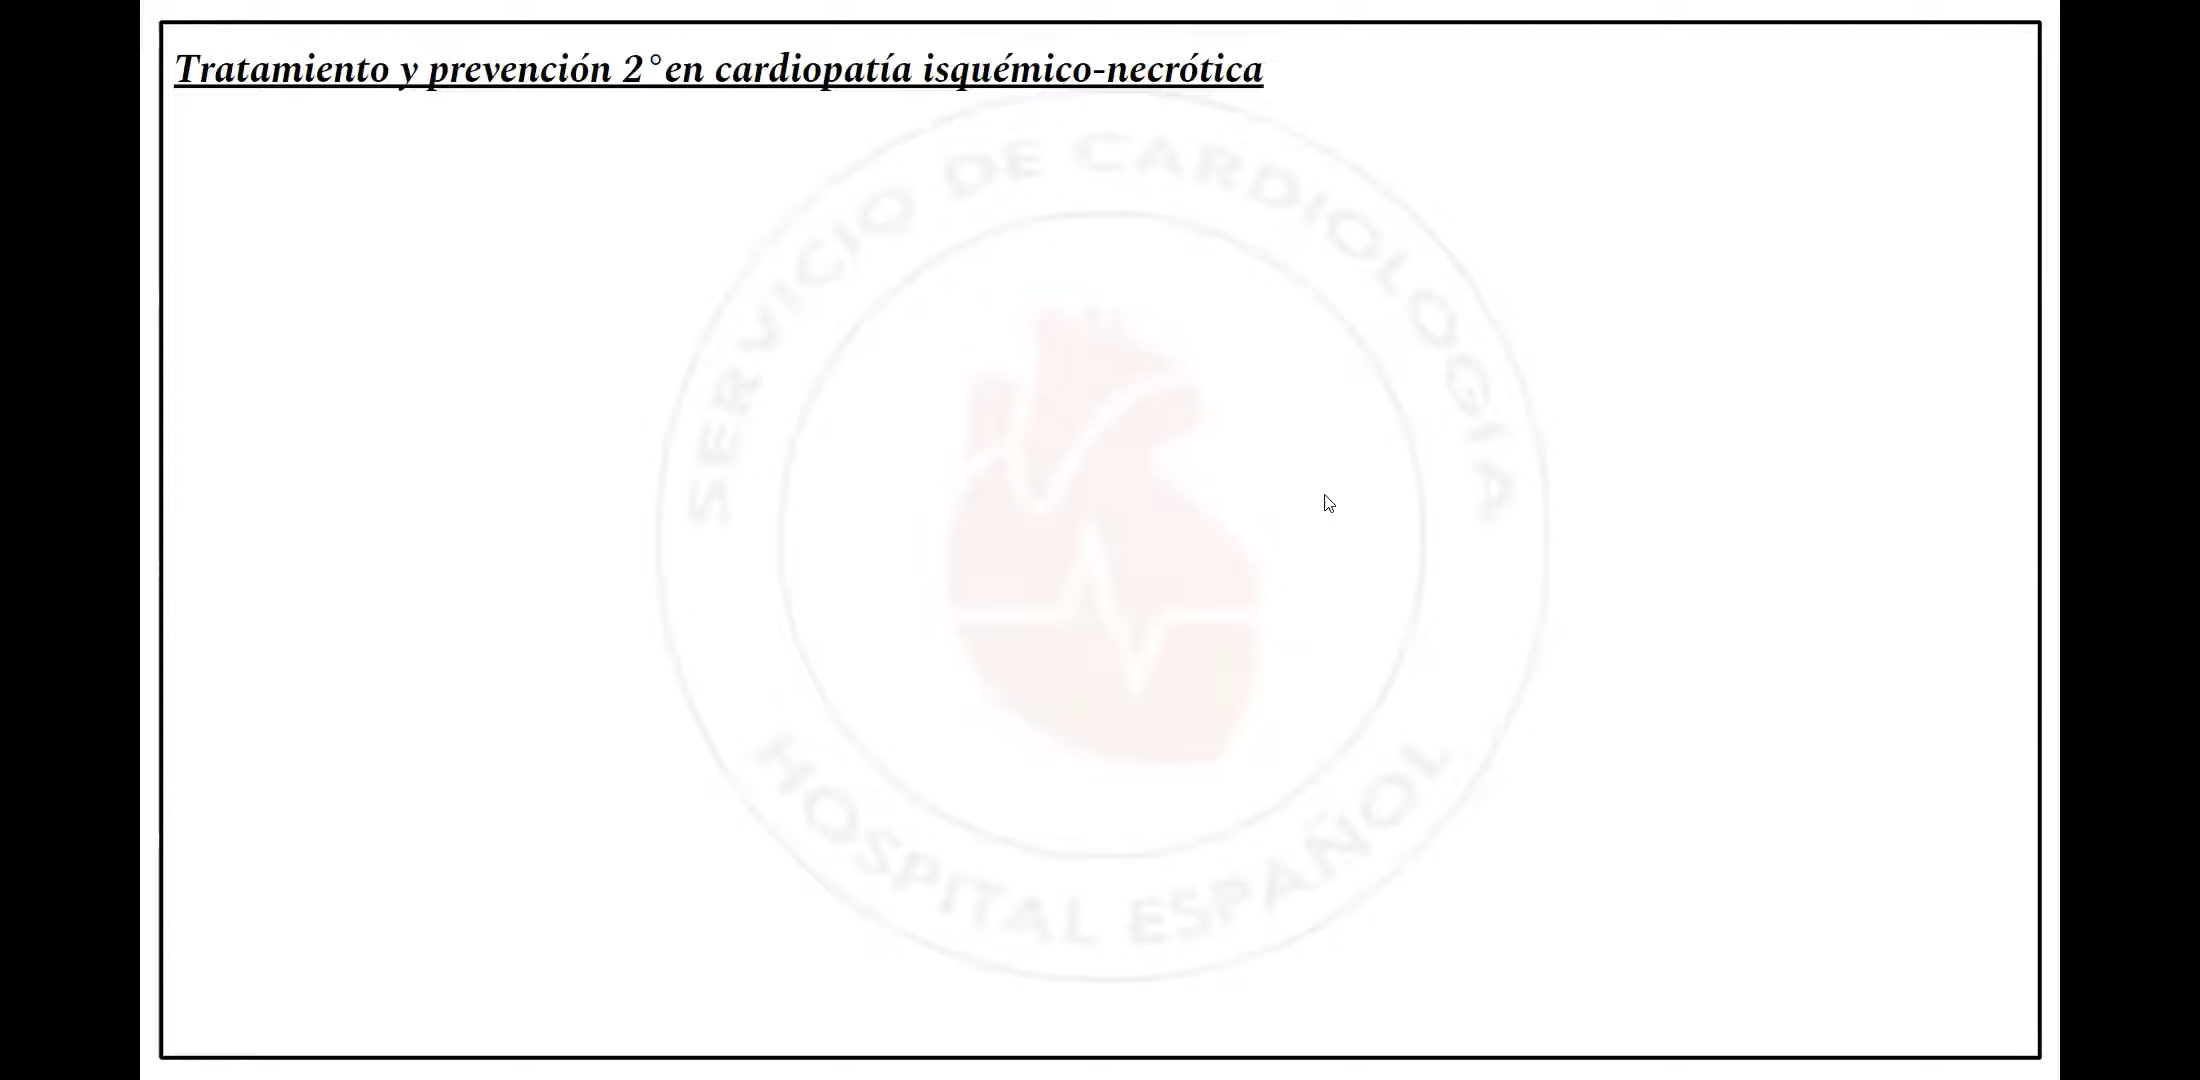 Tratamiento y prevención 2°en cardiopatía isquémico-necrótica
SERVICIO DE CARDIOLOGIA
HOSPITAL ESPAÑOL